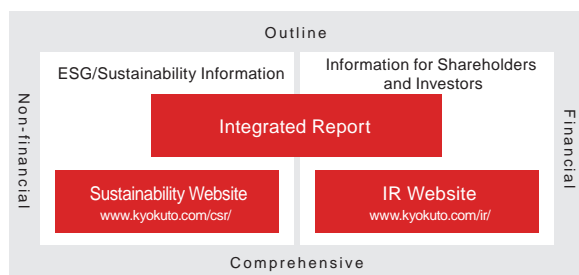 Outline
Non-financial
ESG/Sustainability Information
Information for Shareholders
and Investors
Financial
Integrated Report
Sustainability Website
www.kyokuto.com/csr/
IR Website
www.kyokuto.com/ir/
Comprehensive